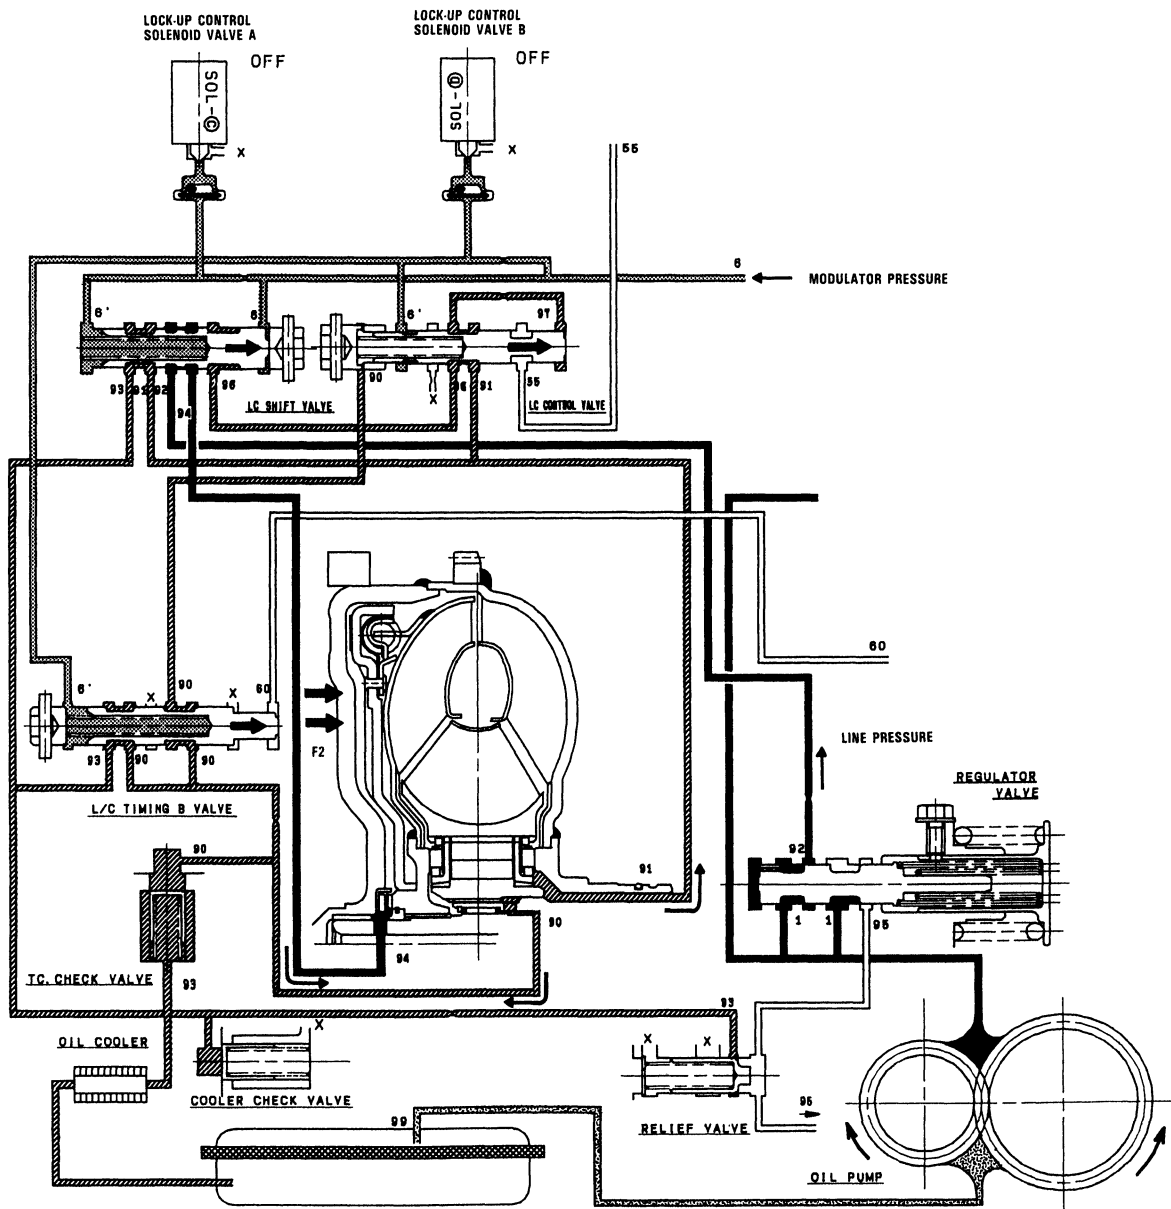 LOCK-UP CONTROL
SOLENOID VALVE A
OFF
LOCK-UP CONTROL
SOLENOID VALVE B
OFF
SOL-Ⓒ
SOL-@
X
X
55
6
MODULATOR PRESSURE
6'
6
6'
97
93
91
92
94
96
90
X
96
91
55
LC SHIFT VALVE
LC CONTROL VALVE
6'
90
X
X
60
60
93
90
90
F2
L/C TIMING B VALVE
LINE PRESSURE
REGULATOR
VALVE
92
1
1
95
90
91
90
94
TC. CHECK VALVE
93
93
OIL COOLER
X
X
X
COOLER CHECK VALVE
RELIEF VALVE
96
99
OIL PUMP